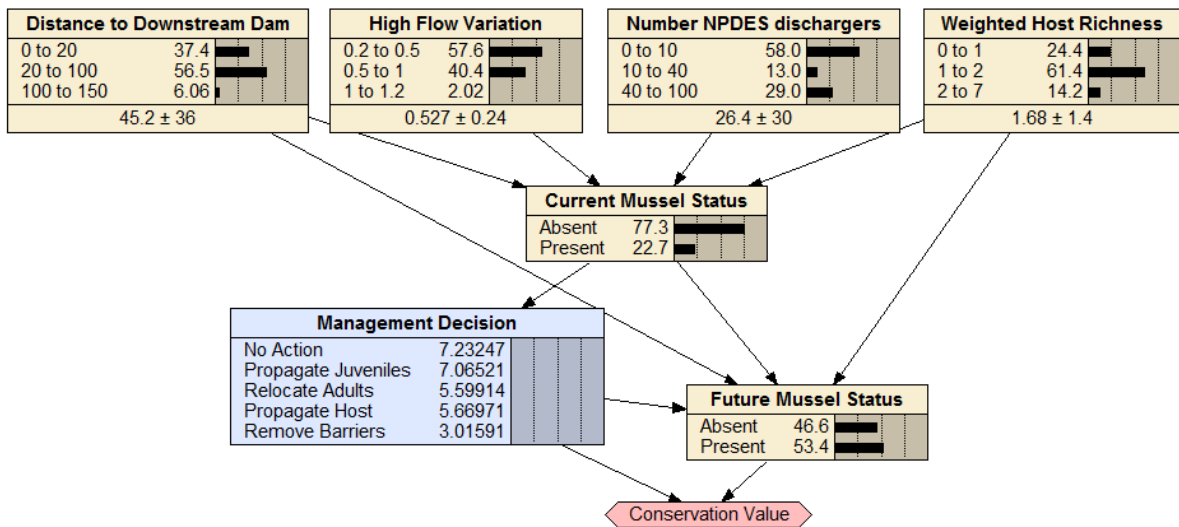 Distance to Downstream Dam
0 to 20 37.4
20 to 100 56.5
100 to 150 6.06
45.2 ± 36
High Flow Variation
0.2 to 0.5 57.6
0.5 to 1 40.4
1 to 1.2 2.02
0.527 ± 0.24
Number NPDES dischargers
0 to 10 58.0
10 to 40 13.0
40 to 100 29.0
26.4 ± 30
Weighted Host Richness
0 to 1 24.4
1 to 2 61.4
2 to 7 14.2
1.68 ± 1.4
Current Mussel Status
Absent 77.3
Present 22.7
Management Decision
No Action 7.23247
Propagate Juveniles 7.06521
Relocate Adults 5.59914
Propagate Host 5.66971
Remove Barriers 3.01591
Future Mussel Status
Absent 46.6
Present 53.4
Conservation Value